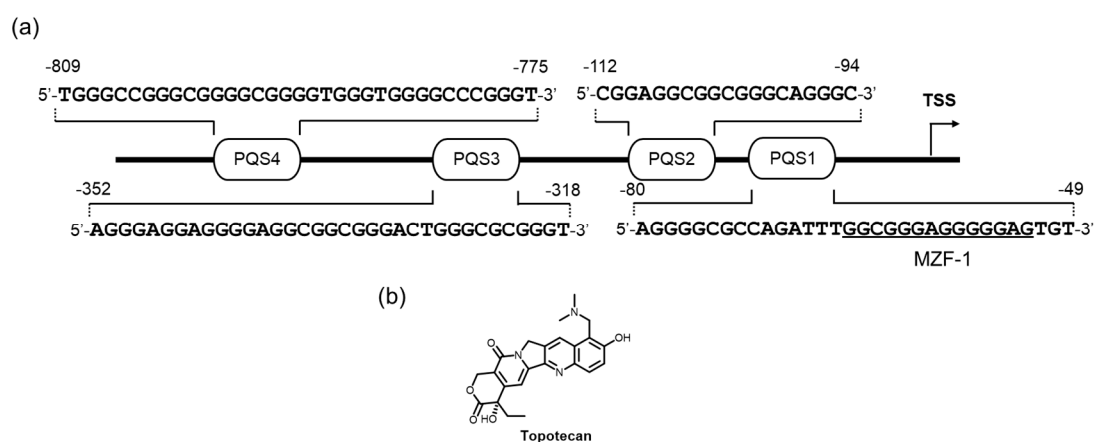 (a)
-809 -775 -112 -94
5'-TGGGCCGGGCGGGGCGGGGTGGGTGGGGCCCGGGT-3' 5'-CGGAGGCGGCGGGCAGGGC-3'
TSS
PQS4 PQS3 PQS2 PQS1
-352 -318 -80 -49
5'-AGGGAGGAGGGGAGGCGGCGGGACTGGGCGCGGGT-3' 5'-AGGGGCGCCAGATTTGGCGGGAGGGGGAGTGT-3'
MZF-1
(b)
N
OH
O
N
N
O
O
HO
Topotecan